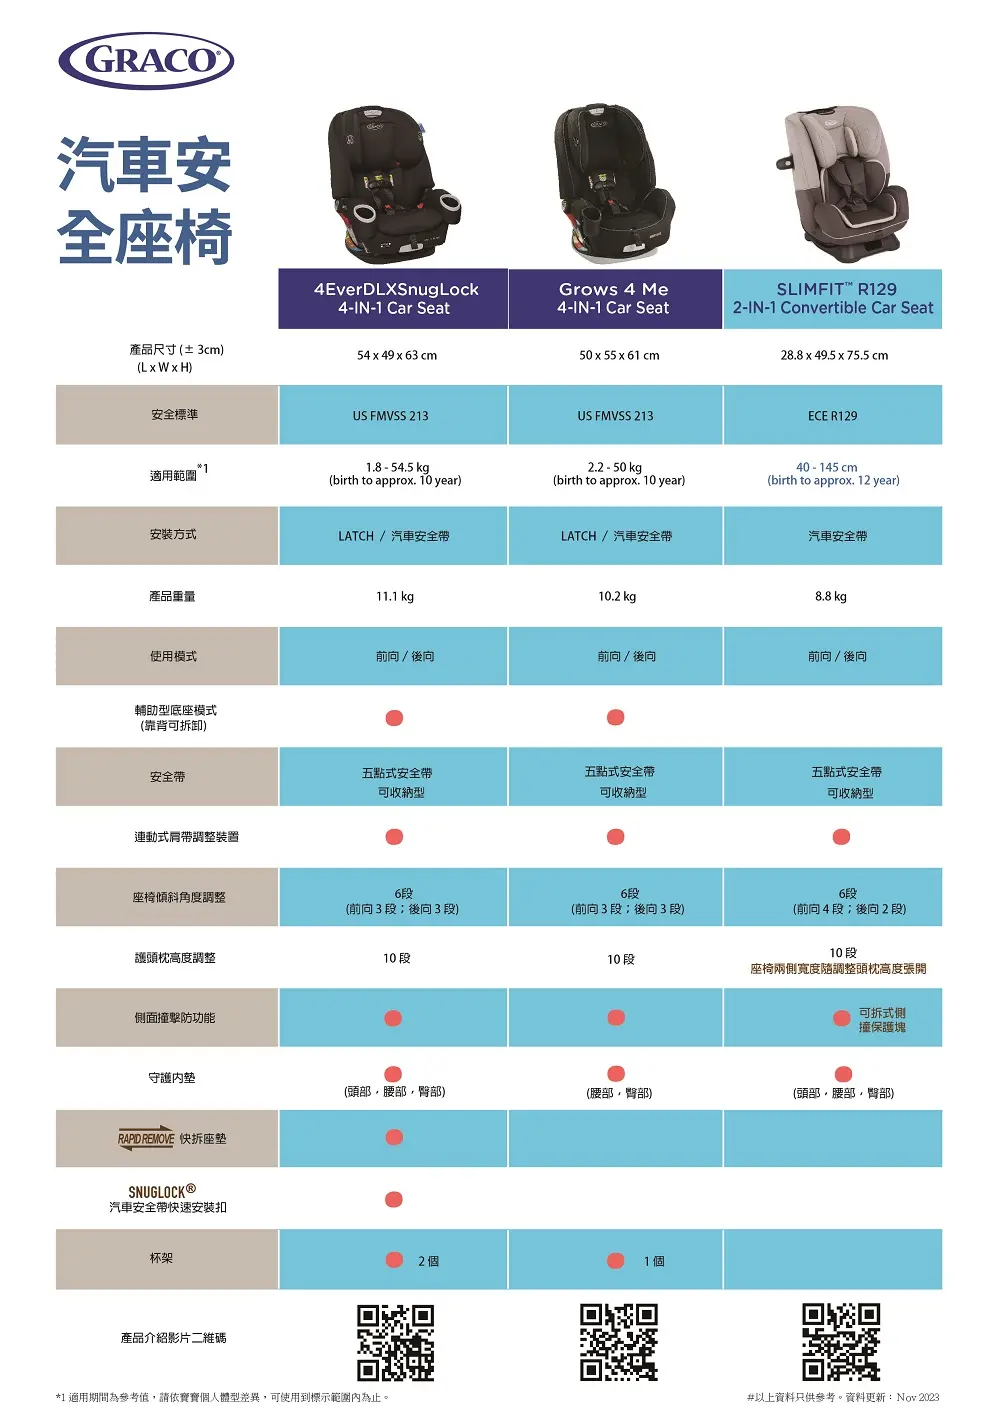 GRACO®
汽車安
全座椅
4EverDLXSnugLock
4-IN-1 Car Seat
Grows 4 Me
4-IN-1 Car Seat
SLIMFIT™ R129
2-IN-1 Convertible Car Seat
產品尺寸 (± 3cm)
(L x W x H)
54 x 49 x 63 cm
50 x 55 x 61 cm
28.8 x 49.5 x 75.5 cm
安全標準
US FMVSS 213
US FMVSS 213
ECE R129
適用範圍*1
1.8 - 54.5 kg
(birth to approx. 10 year)
2.2 - 50 kg
(birth to approx. 10 year)
40 - 145 cm
(birth to approx. 12 year)
安裝方式
LATCH / 汽車安全帶
LATCH / 汽車安全帶
汽車安全帶
產品重量
11.1 kg
10.2 kg
8.8 kg
使用模式
前向 / 後向
前向 / 後向
前向 / 後向
輔助型底座模式
(靠背可拆卸)
安全帶
五點式安全帶
可收納型
五點式安全帶
可收納型
五點式安全帶
可收納型
連動式肩帶調整裝置
座椅傾斜角度調整
6段
(前向 3 段；後向 3 段)
6段
(前向 3 段；後向 3 段)
6段
(前向 4 段；後向 2 段)
護頭枕高度調整
10 段
10 段
10 段
座椅兩側寬度隨調整頭枕高度張開
側面撞擊防功能
可拆式側
撞保護塊
守護內墊
(頭部，腰部，臀部)
(腰部，臀部)
(頭部，腰部，臀部)
RAPID REMOVE 快拆座墊
SNUGLOCK®
汽車安全帶快速安裝扣
杯架
2 個
1 個
產品介紹影片二維碼
*1 適用期間為參考值，請依寶寶個人體型差異，可使用到標示範圍內為止。
#以上資料只供參考。資料更新： Nov 2023